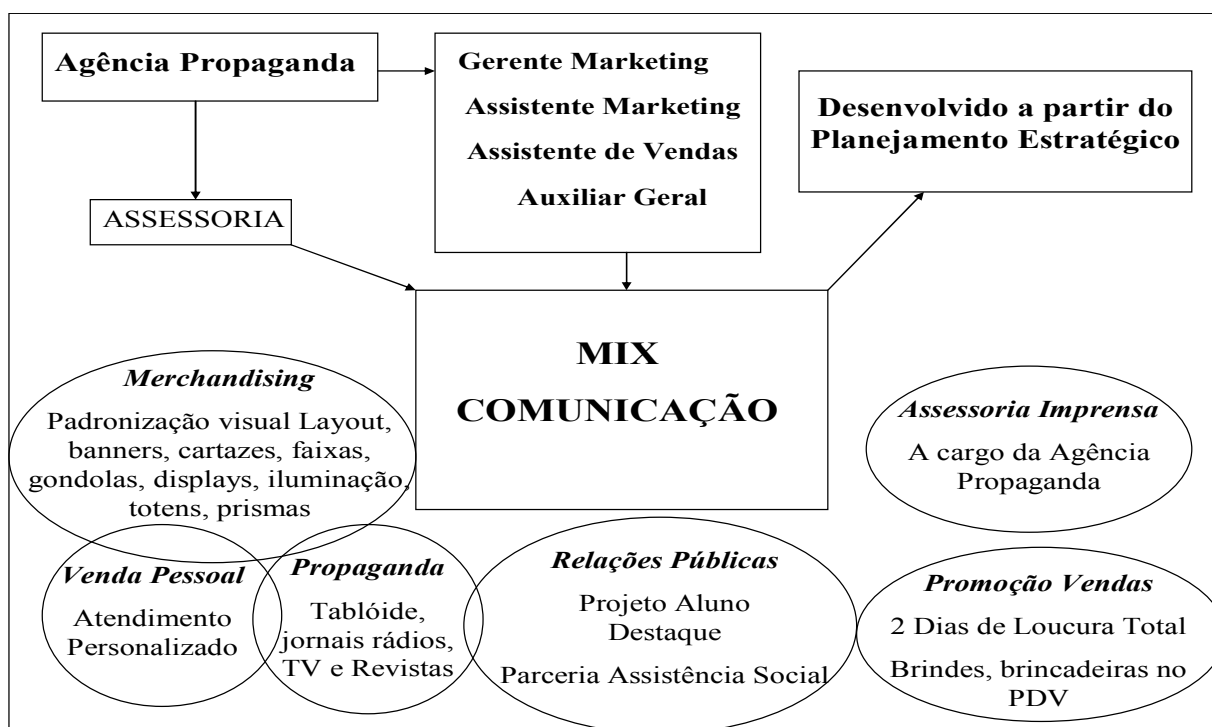 Agência Propaganda
Gerente Marketing
Assistente Marketing
Assistente de Vendas
Auxiliar Geral
Desenvolvido a partir do
Planejamento Estratégico
ASSESSORIA
MIX
COMUNICAÇÃO
Merchandising
Padronização visual Layout,
banners, cartazes, faixas,
gondolas, displays, iluminação,
totens, prismas
Assessoria Imprensa
A cargo da Agência
Propaganda
Venda Pessoal
Atendimento
Personalizado
Propaganda
Tablóide,
jornais rádios,
TV e Revistas
Relações Públicas
Projeto Aluno
Destaque
Parceria Assistência Social
Promoção Vendas
2 Dias de Loucura Total
Brindes, brincadeiras no
PDV